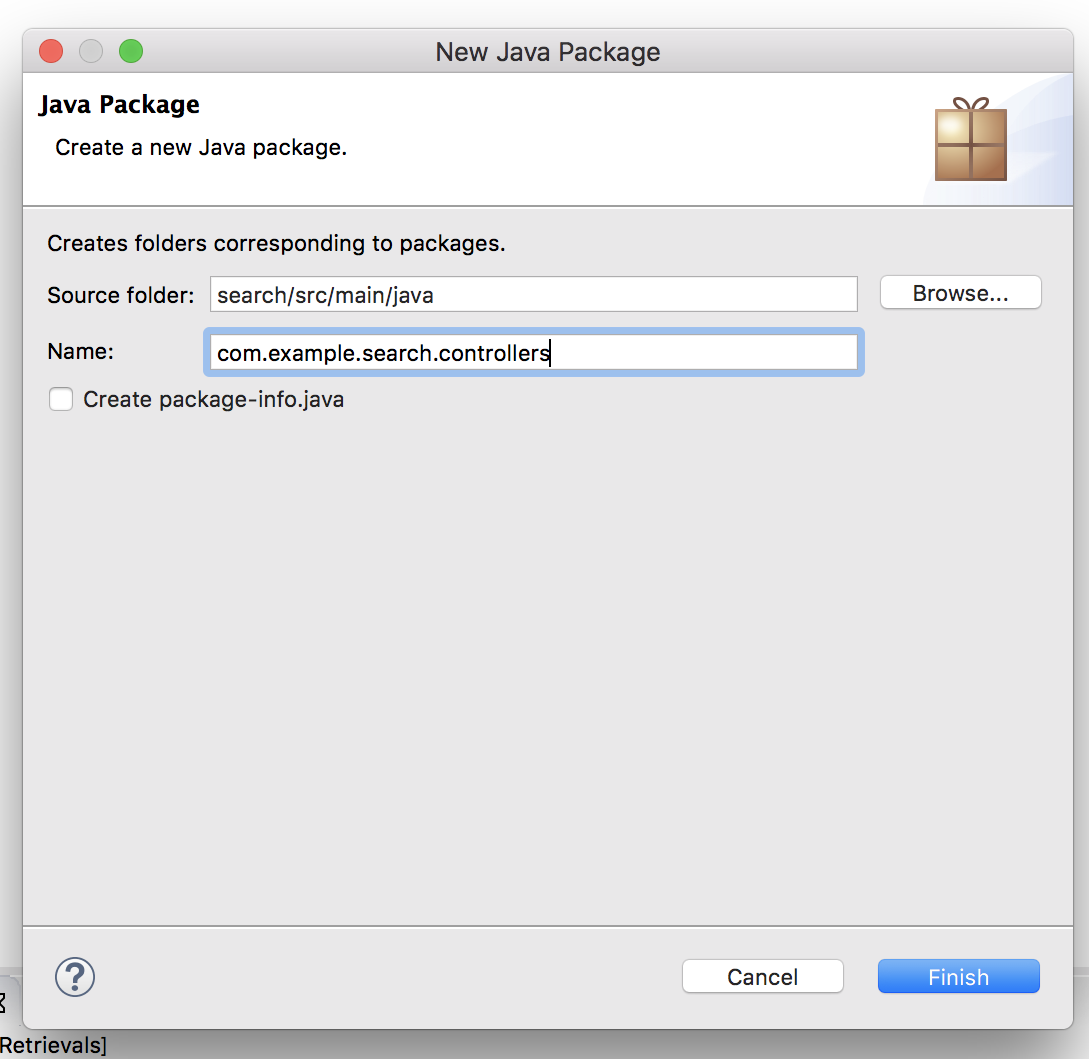 New Java Package
Java Package
Create a new Java package.
Creates folders corresponding to packages.
Source folder: search/src/main/java Browse...
Name: com.example.search.controllers
Create package-info.java
? Cancel Finish
Retrievals]